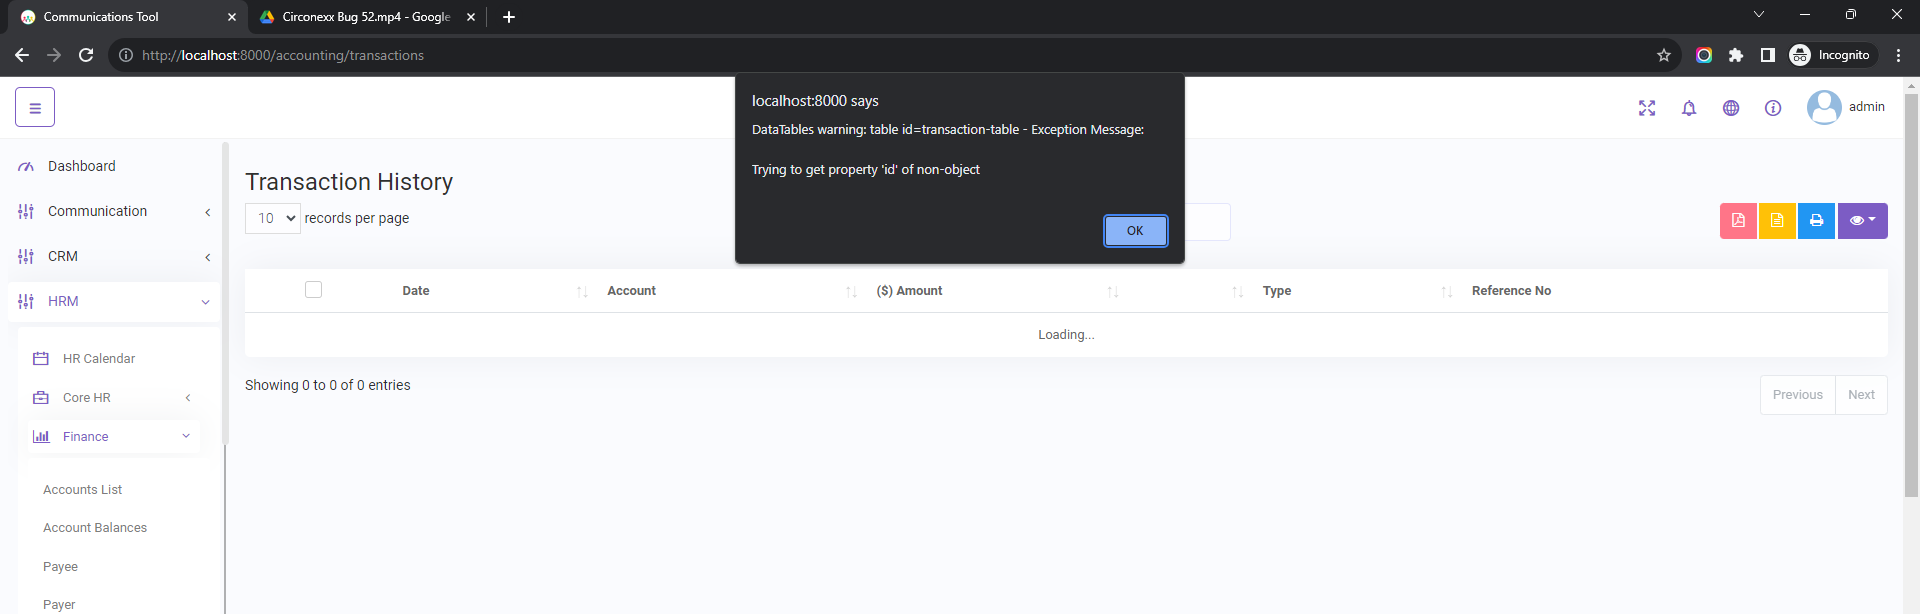 Communications Tool
Circonexx Bug 52.mp4 - Google
http://localhost:8000/accounting/transactions
Incognito
localhost:8000 says
DataTables warning: table id=transaction-table - Exception Message:
Trying to get property 'id' of non-object
OK
admin
Dashboard
Communication
CRM
HRM
HR Calendar
Core HR
Finance
Accounts List
Account Balances
Payee
Payer
Transaction History
10 records per page
Date Account ($) Amount Type Reference No
Loading...
Showing 0 to 0 of 0 entries
Previous Next